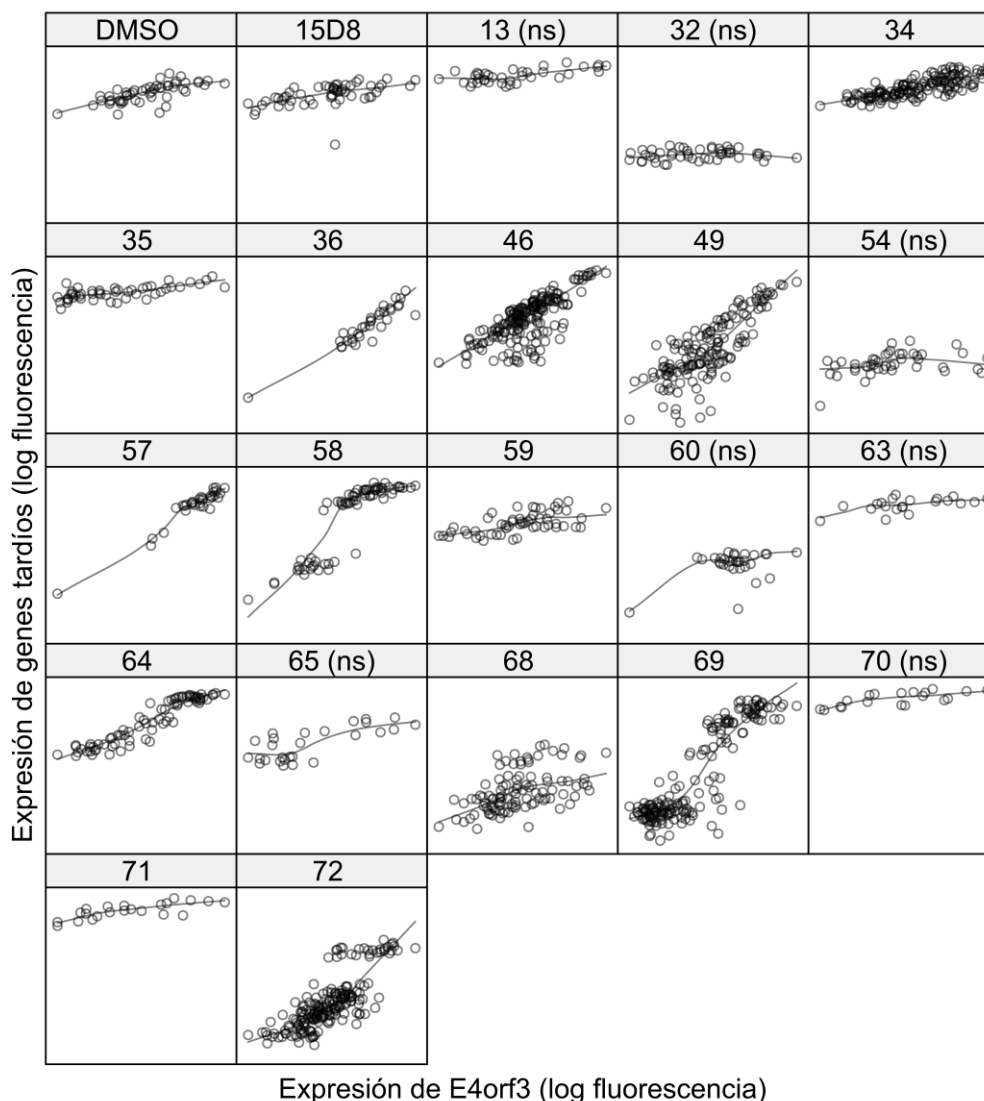 DMSO 15D8 13 (ns) 32 (ns) 34
35 36 46 49 54 (ns)
57 58 59 60 (ns) 63 (ns)
64 65 (ns) 68 69 70 (ns)
71 72
Expresión de genes tardíos (log fluorescencia)
Expresión de E4orf3 (log fluorescencia)